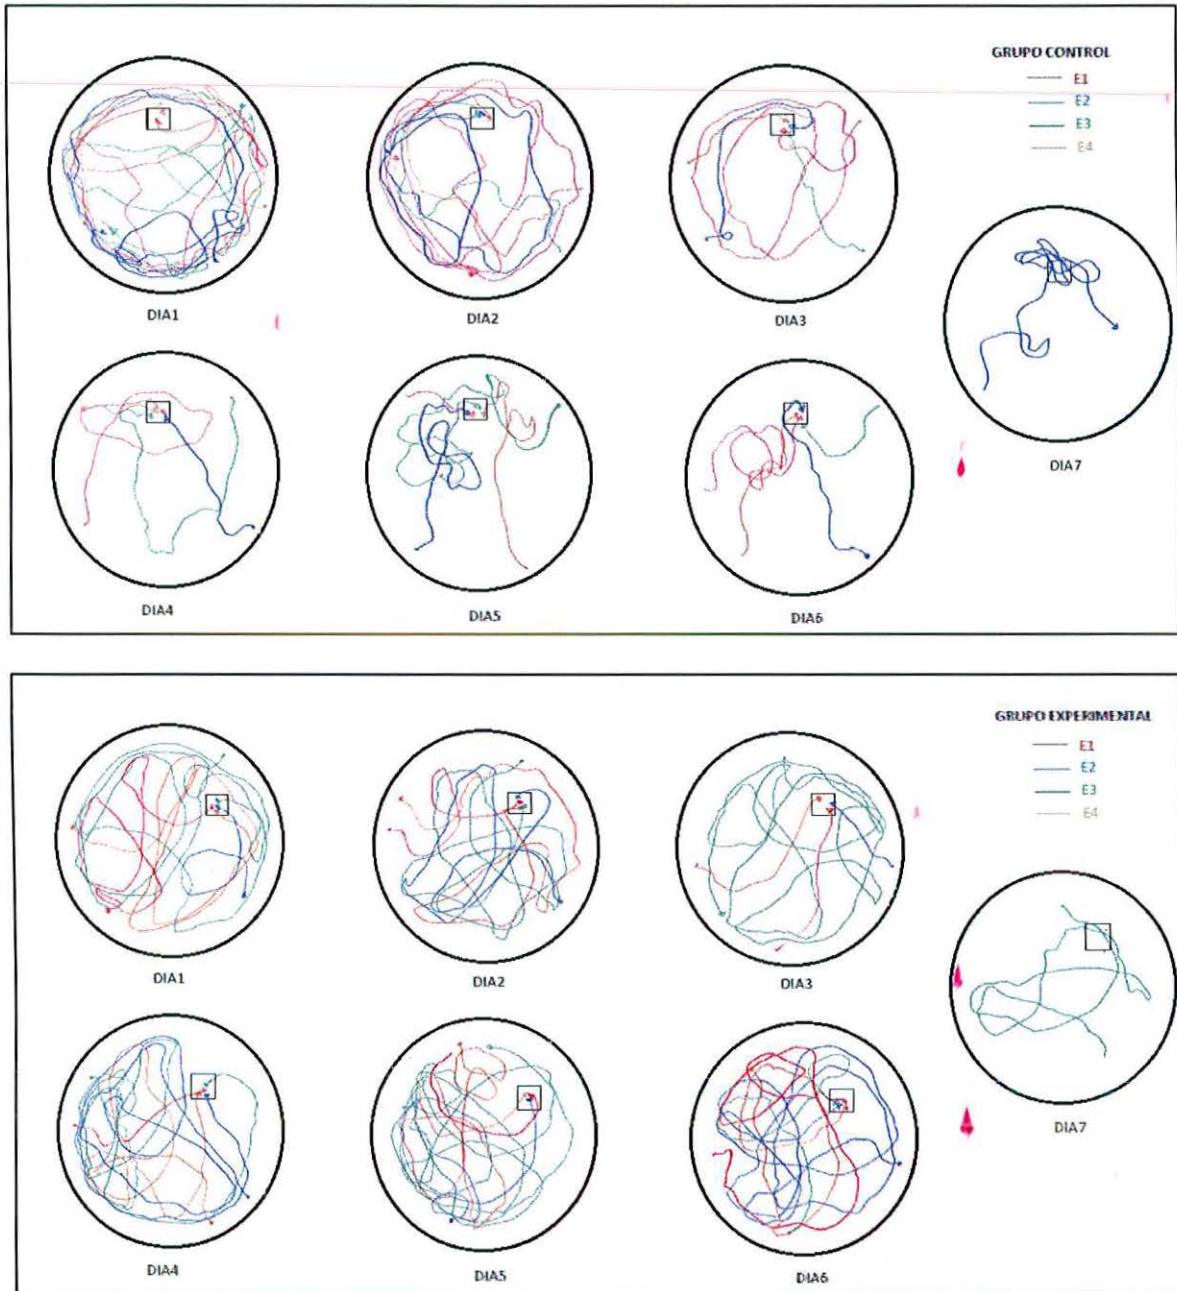 GRUPO CONTROL
E1
E2
E3
E4
DIA1
DIA2
DIA3
DIA7
DIA4
DIA5
DIA6
GRUPO EXPERIMENTAL
E1
E2
E3
E4
DIA1
DIA2
DIA3
DIA7
DIA4
DIA5
DIA6